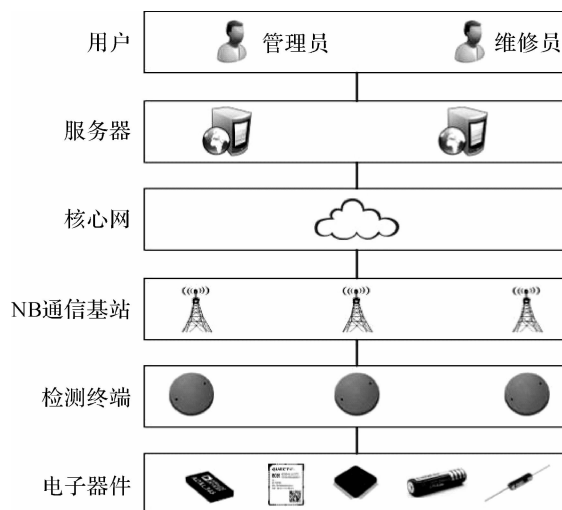 用户 管理员 维修员
服务器
核心网
NB通信基站
检测终端
电子器件